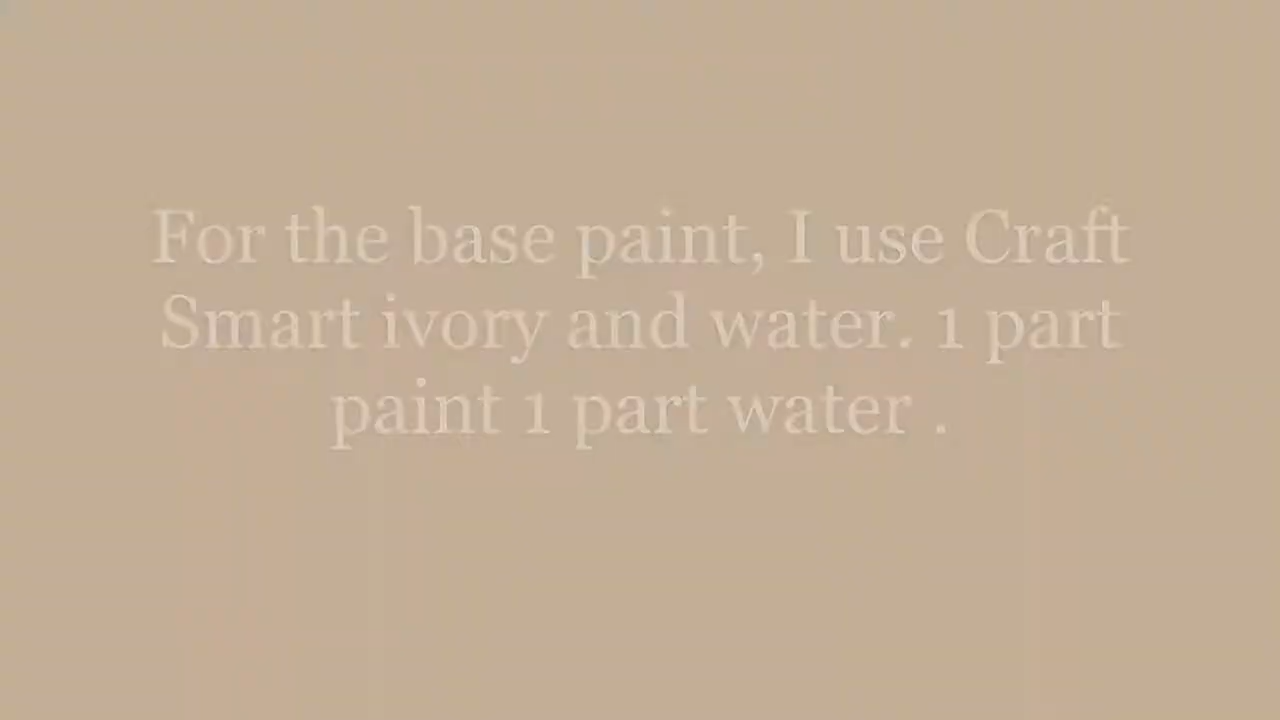 For the base paint, I use Craft
Smart ivory and water. 1 part
paint 1 part water .